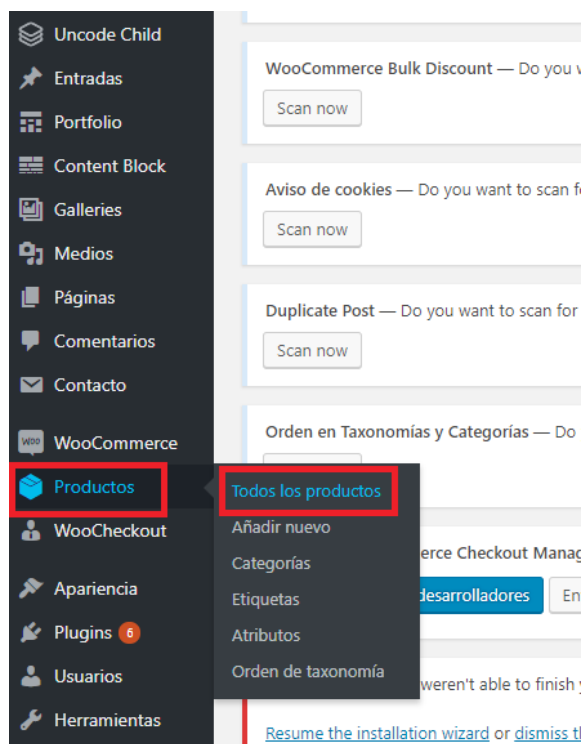 Uncode Child
Entradas
Portfolio
Content Block
Galleries
Medios
Páginas
Comentarios
Contacto
WOO
WooCommerce
Productos
WooCheckout
Apariencia
Plugins 6
Usuarios
Herramientas
Todos los productos
Añadir nuevo
Categorías
Etiquetas
Atributos
Orden de taxonomía
WooCommerce Bulk Discount — Do you
Scan now
Aviso de cookies — Do you want to scan
Scan now
Duplicate Post — Do you want to scan for
Scan now
Orden en Taxonomías y Categorías — Do
erce Checkout Manag
desarrolladores
En
weren't able to finish
Resume the installation wizard or dismiss th